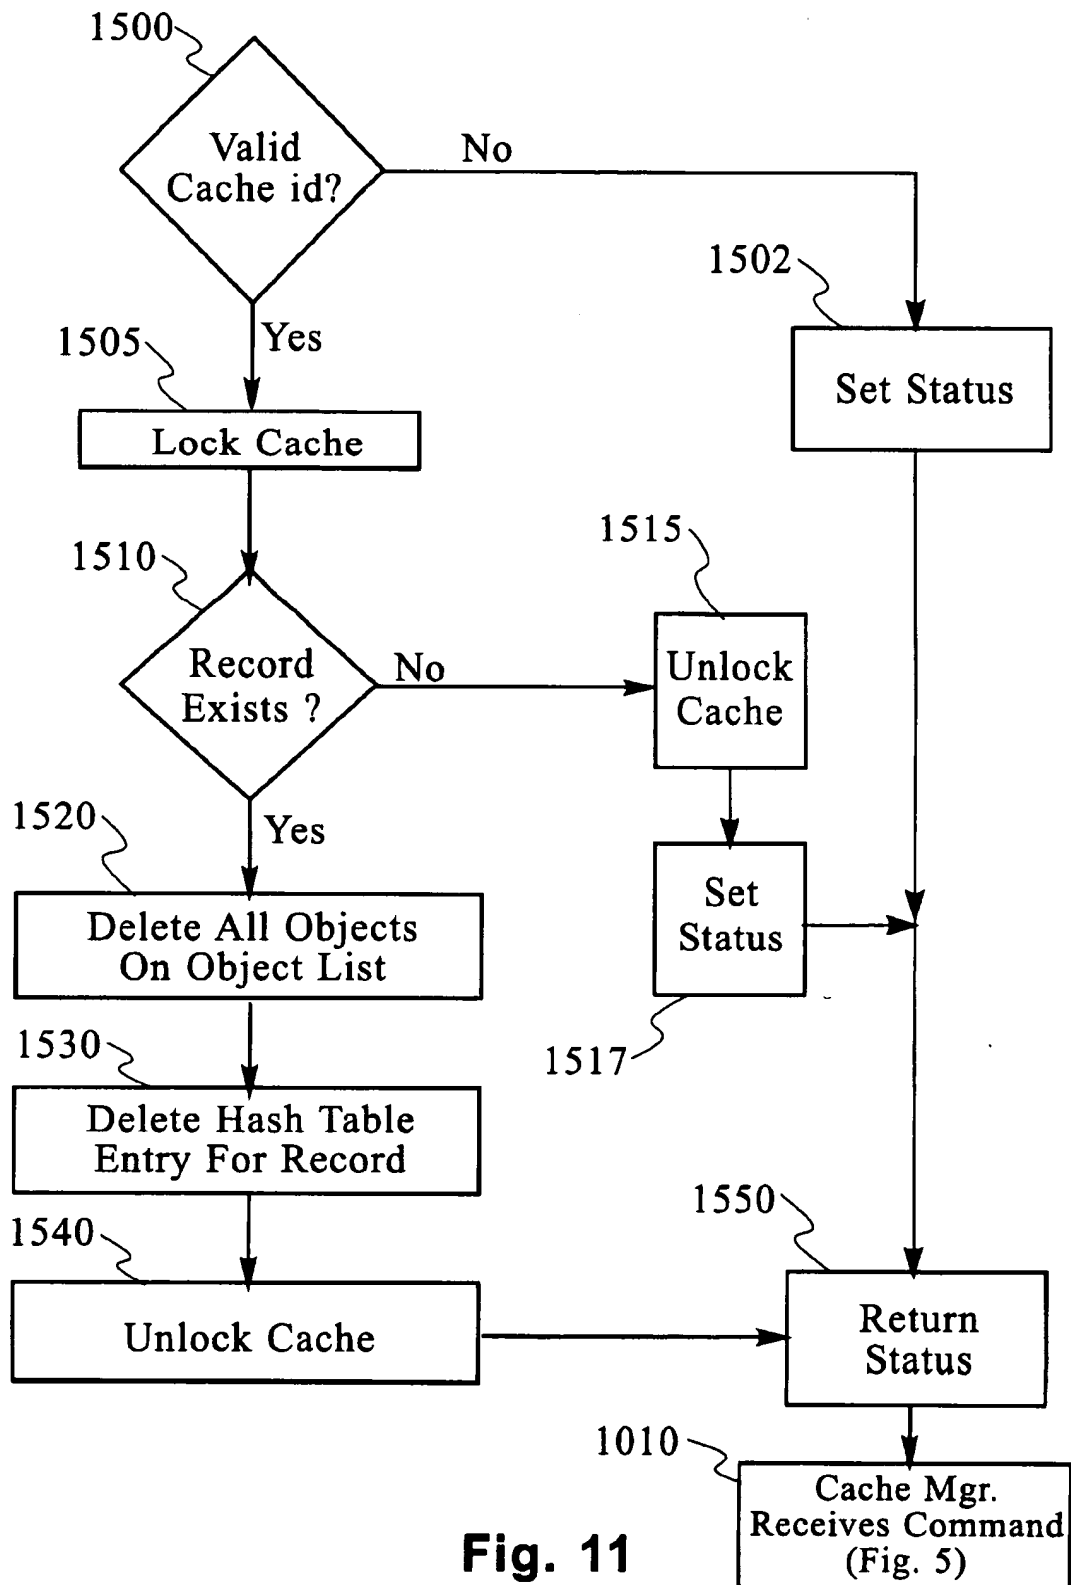 1500
Valid
Cache id?
No
Yes
1502
Set Status
1505
Lock Cache
1510
Record
Exists ?
No
Yes
1515
Unlock
Cache
Set
Status
1517
1520
Delete All Objects
On Object List
1530
Delete Hash Table
Entry For Record
1540
Unlock Cache
1550
Return
Status
1010
Cache Mgr.
Receives Command
(Fig. 5)
Fig. 11